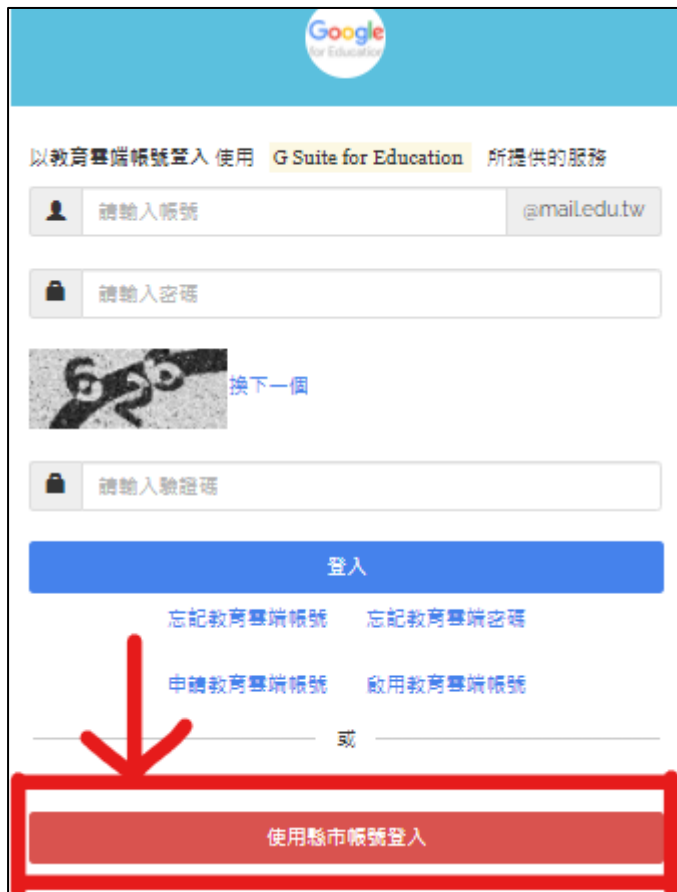 Google
for Education
以教育雲端帳號登入 使用 G Suite for Education 所提供的服務
請輸入帳號 @mail.edu.tw
請輸入密碼
換下一個
請輸入驗證碼
登入
忘記教育雲端帳號 忘記教育雲端密碼
申請教育雲端帳號 啟用教育雲端帳號
或
使用縣市帳號登入